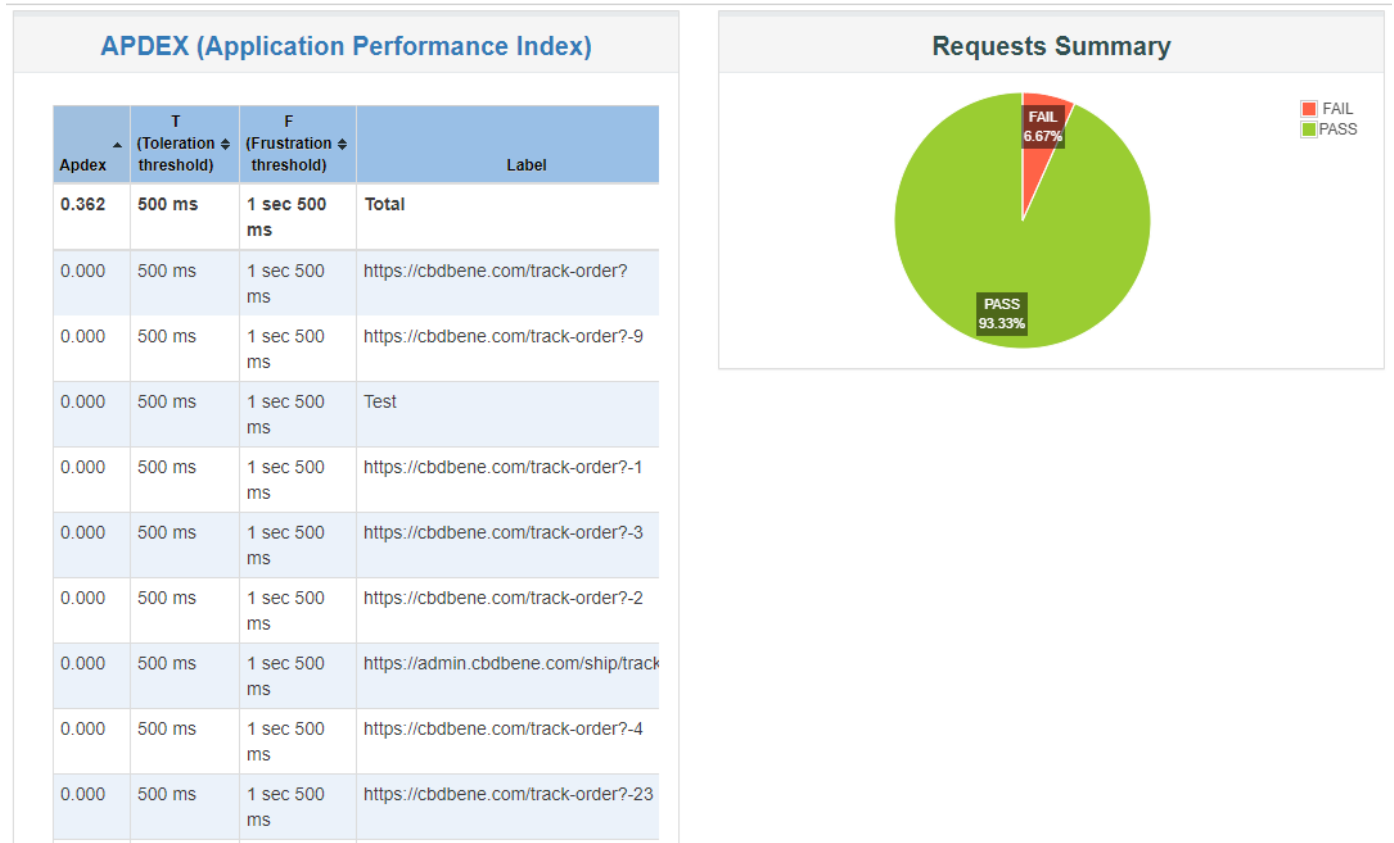 APDEX (Application Performance Index)
Apdex
T
(Toleration
threshold)
F
(Frustration
threshold)
Label
0.362
500 ms
1 sec 500
ms
Total
0.000
500 ms
1 sec 500
ms
https://cbdbene.com/track-order?
0.000
500 ms
1 sec 500
ms
https://cbdbene.com/track-order?-9
0.000
500 ms
1 sec 500
ms
Test
0.000
500 ms
1 sec 500
ms
https://cbdbene.com/track-order?-1
0.000
500 ms
1 sec 500
ms
https://cbdbene.com/track-order?-3
0.000
500 ms
1 sec 500
ms
https://cbdbene.com/track-order?-2
0.000
500 ms
1 sec 500
ms
https://admin.cbdbene.com/ship/track
0.000
500 ms
1 sec 500
ms
https://cbdbene.com/track-order?-4
0.000
500 ms
1 sec 500
ms
https://cbdbene.com/track-order?-23
Requests Summary
FAIL
6.67%
PASS
93.33%
FAIL
PASS